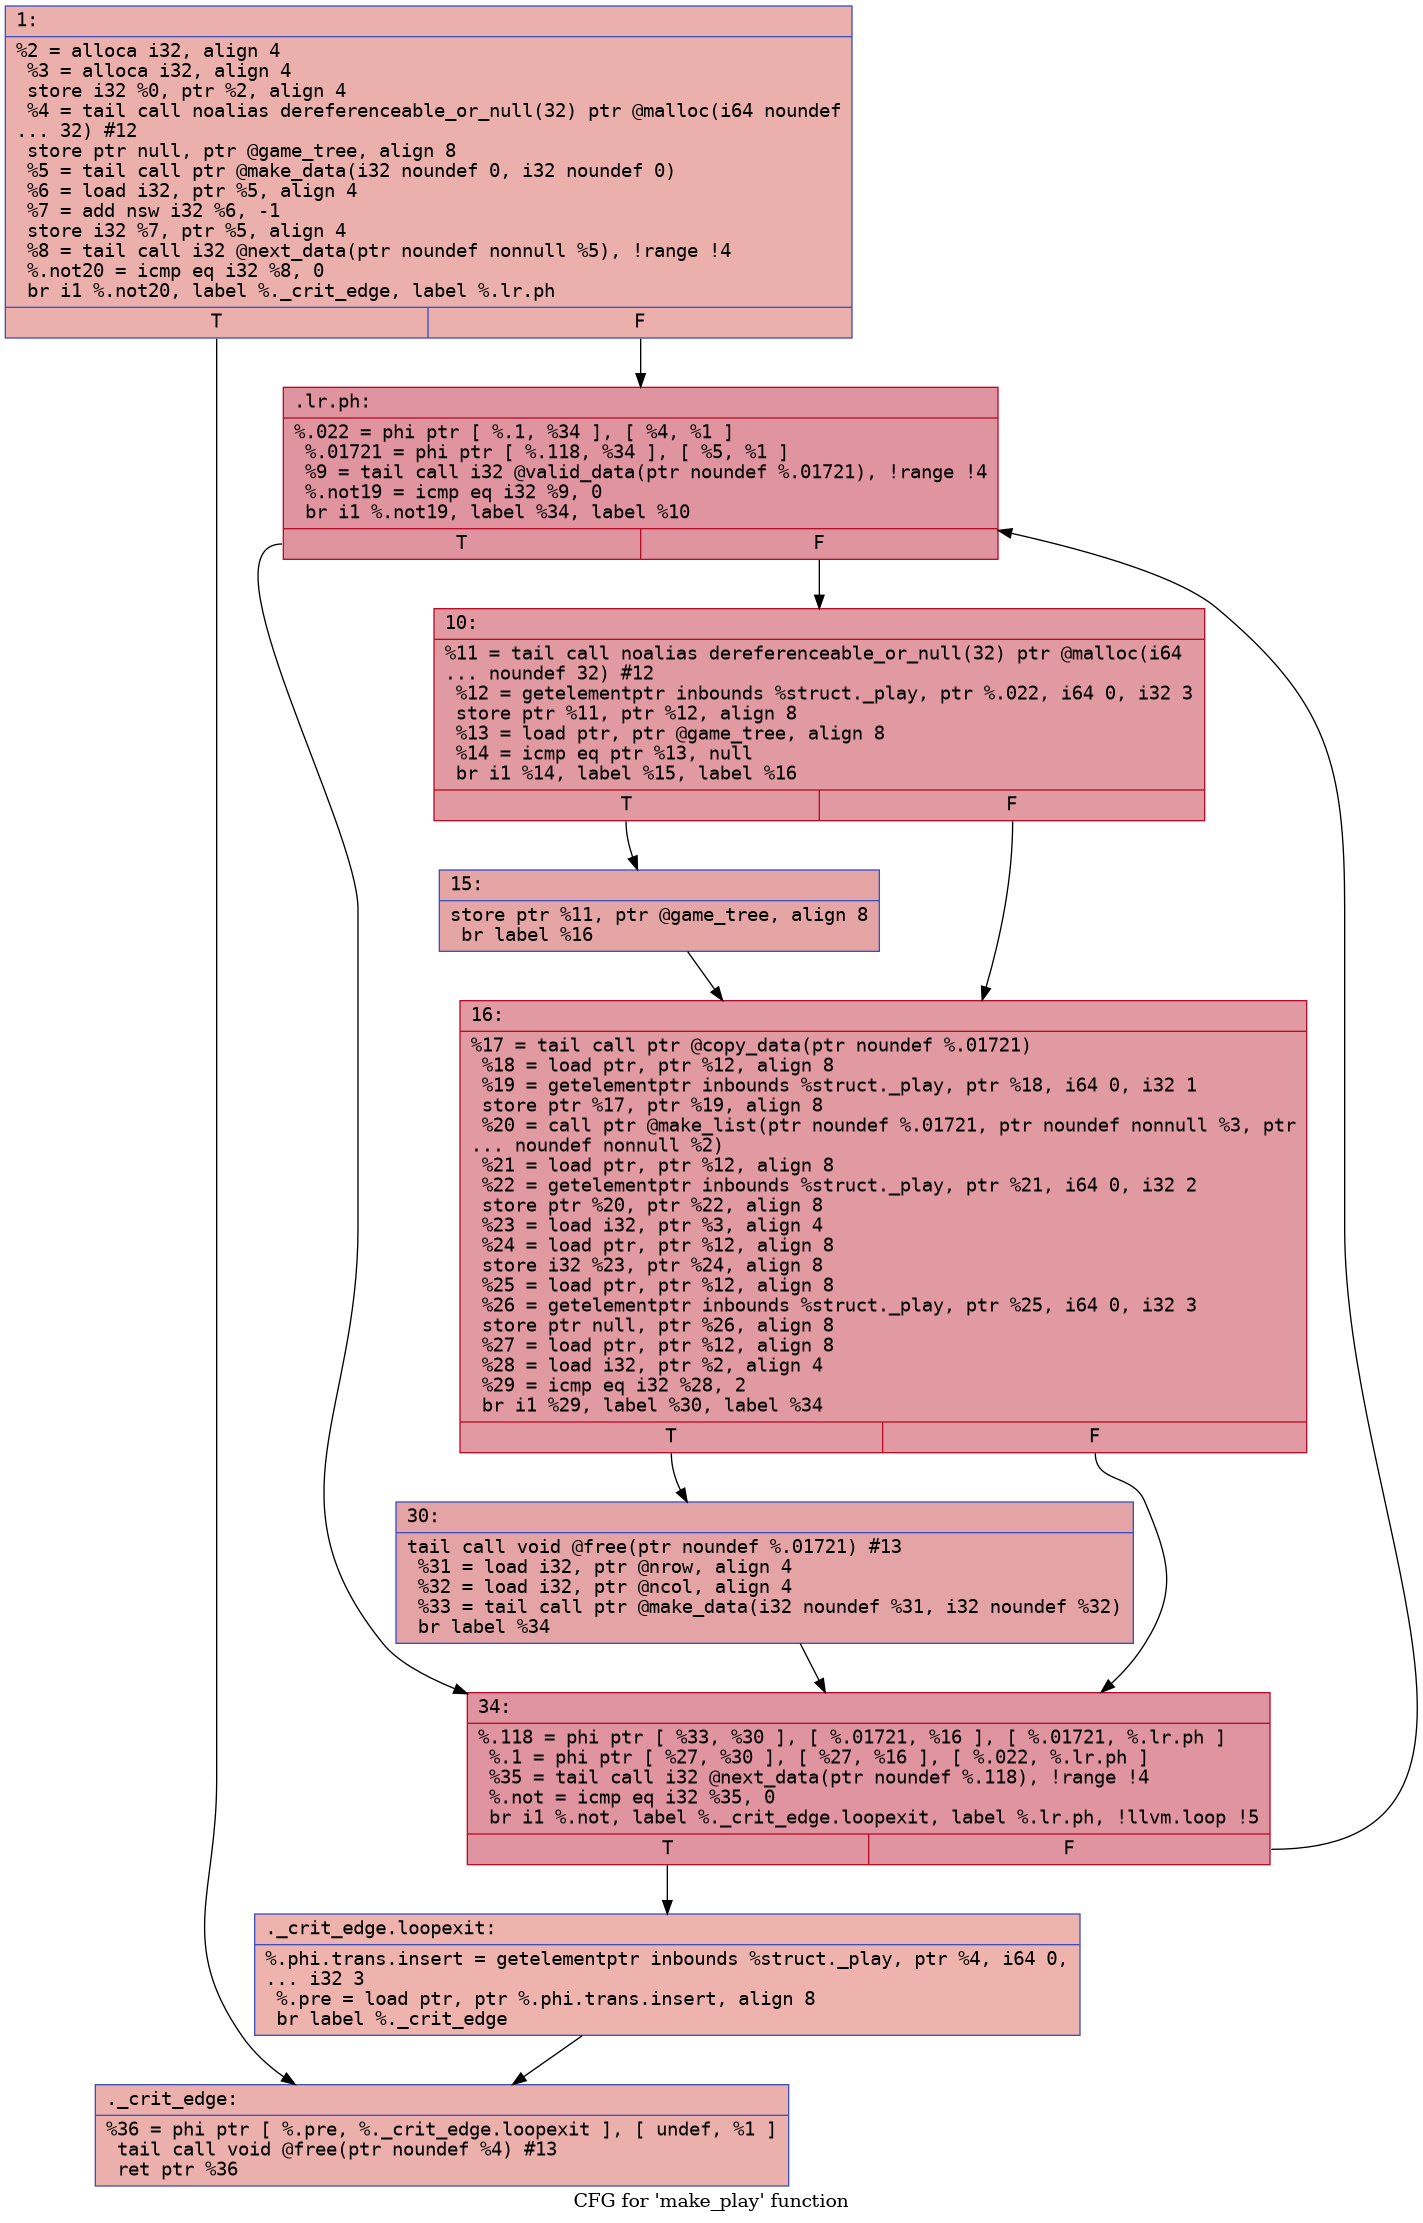 1:
%2 = alloca i32, align 4
%3 = alloca i32, align 4
store i32 %0, ptr %2, align 4
%4 = tail call noalias dereferenceable_or_null(32) ptr @malloc(i64 noundef
... 32) #12
store ptr null, ptr @game_tree, align 8
%5 = tail call ptr @make_data(i32 noundef 0, i32 noundef 0)
%6 = load i32, ptr %5, align 4
%7 = add nsw i32 %6, -1
store i32 %7, ptr %5, align 4
%8 = tail call i32 @next_data(ptr noundef nonnull %5), !range !4
%.not20 = icmp eq i32 %8, 0
br i1 %.not20, label %._crit_edge, label %.lr.ph
T F
.lr.ph:
%.022 = phi ptr [ %.1, %34 ], [ %4, %1 ]
%.01721 = phi ptr [ %.118, %34 ], [ %5, %1 ]
%9 = tail call i32 @valid_data(ptr noundef %.01721), !range !4
%.not19 = icmp eq i32 %9, 0
br i1 %.not19, label %34, label %10
T F
10:
%11 = tail call noalias dereferenceable_or_null(32) ptr @malloc(i64
... noundef 32) #12
%12 = getelementptr inbounds %struct._play, ptr %.022, i64 0, i32 3
store ptr %11, ptr %12, align 8
%13 = load ptr, ptr @game_tree, align 8
%14 = icmp eq ptr %13, null
br i1 %14, label %15, label %16
T F
15:
store ptr %11, ptr @game_tree, align 8
br label %16
16:
%17 = tail call ptr @copy_data(ptr noundef %.01721)
%18 = load ptr, ptr %12, align 8
%19 = getelementptr inbounds %struct._play, ptr %18, i64 0, i32 1
store ptr %17, ptr %19, align 8
%20 = call ptr @make_list(ptr noundef %.01721, ptr noundef nonnull %3, ptr
... noundef nonnull %2)
%21 = load ptr, ptr %12, align 8
%22 = getelementptr inbounds %struct._play, ptr %21, i64 0, i32 2
store ptr %20, ptr %22, align 8
%23 = load i32, ptr %3, align 4
%24 = load ptr, ptr %12, align 8
store i32 %23, ptr %24, align 8
%25 = load ptr, ptr %12, align 8
%26 = getelementptr inbounds %struct._play, ptr %25, i64 0, i32 3
store ptr null, ptr %26, align 8
%27 = load ptr, ptr %12, align 8
%28 = load i32, ptr %2, align 4
%29 = icmp eq i32 %28, 2
br i1 %29, label %30, label %34
T F
30:
tail call void @free(ptr noundef %.01721) #13
%31 = load i32, ptr @nrow, align 4
%32 = load i32, ptr @ncol, align 4
%33 = tail call ptr @make_data(i32 noundef %31, i32 noundef %32)
br label %34
34:
%.118 = phi ptr [ %33, %30 ], [ %.01721, %16 ], [ %.01721, %.lr.ph ]
%.1 = phi ptr [ %27, %30 ], [ %27, %16 ], [ %.022, %.lr.ph ]
%35 = tail call i32 @next_data(ptr noundef %.118), !range !4
%.not = icmp eq i32 %35, 0
br i1 %.not, label %._crit_edge.loopexit, label %.lr.ph, !llvm.loop !5
T F
._crit_edge.loopexit:
%.phi.trans.insert = getelementptr inbounds %struct._play, ptr %4, i64 0,
... i32 3
%.pre = load ptr, ptr %.phi.trans.insert, align 8
br label %._crit_edge
._crit_edge:
%36 = phi ptr [ %.pre, %._crit_edge.loopexit ], [ undef, %1 ]
tail call void @free(ptr noundef %4) #13
ret ptr %36
CFG for 'make_play' function